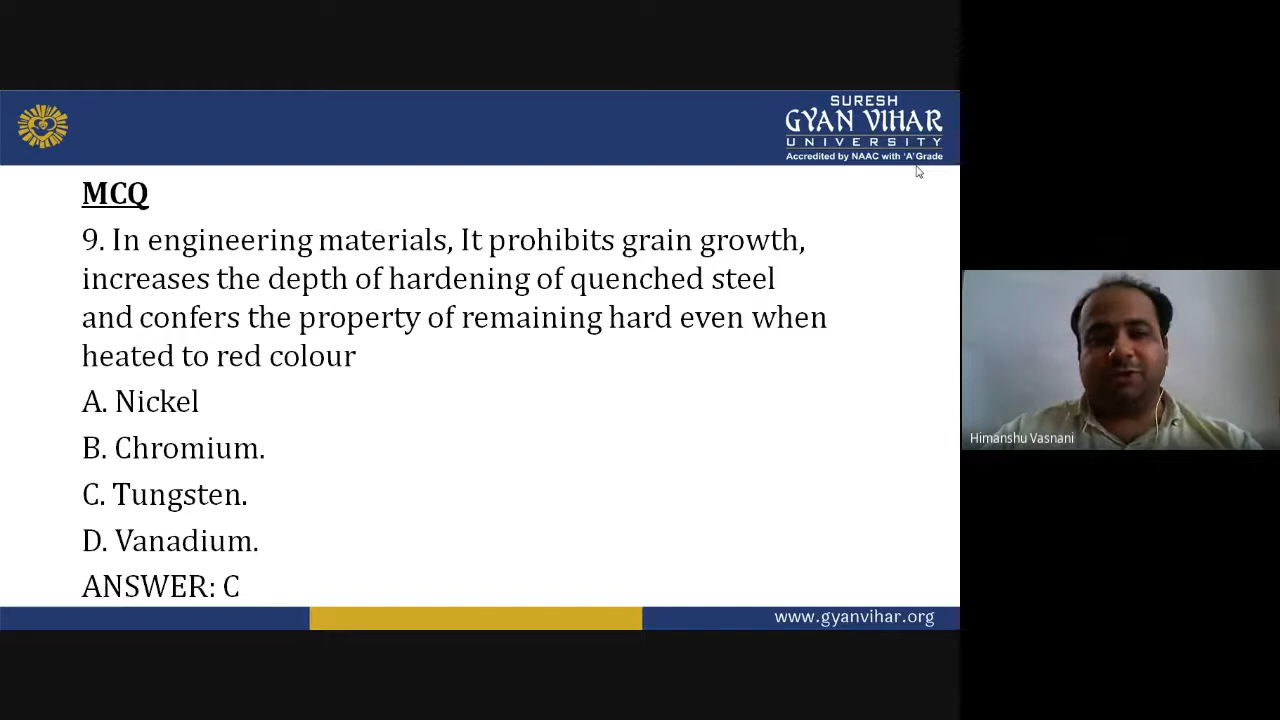 SURESH
GYAN VIHAR
UNIVERSITY
Accredited by NAAC with 'A' Grade
MCQ
9. In engineering materials, It prohibits grain growth,
increases the depth of hardening of quenched steel
and confers the property of remaining hard even when
heated to red colour
A. Nickel
B. Chromium.
C. Tungsten.
D. Vanadium.
ANSWER: C
www.gyanvihar.org
Himanshu Vasnani